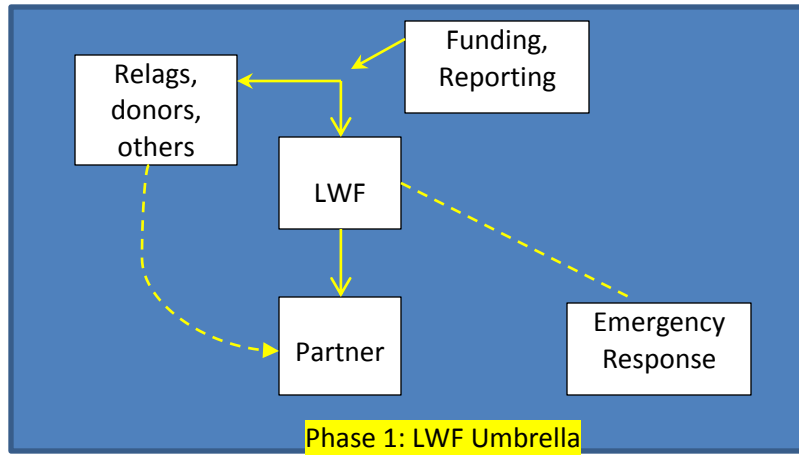 Funding,
Reporting
Relags,
donors,
others
LWF
Partner
Emergency
Response
Phase 1: LWF Umbrella